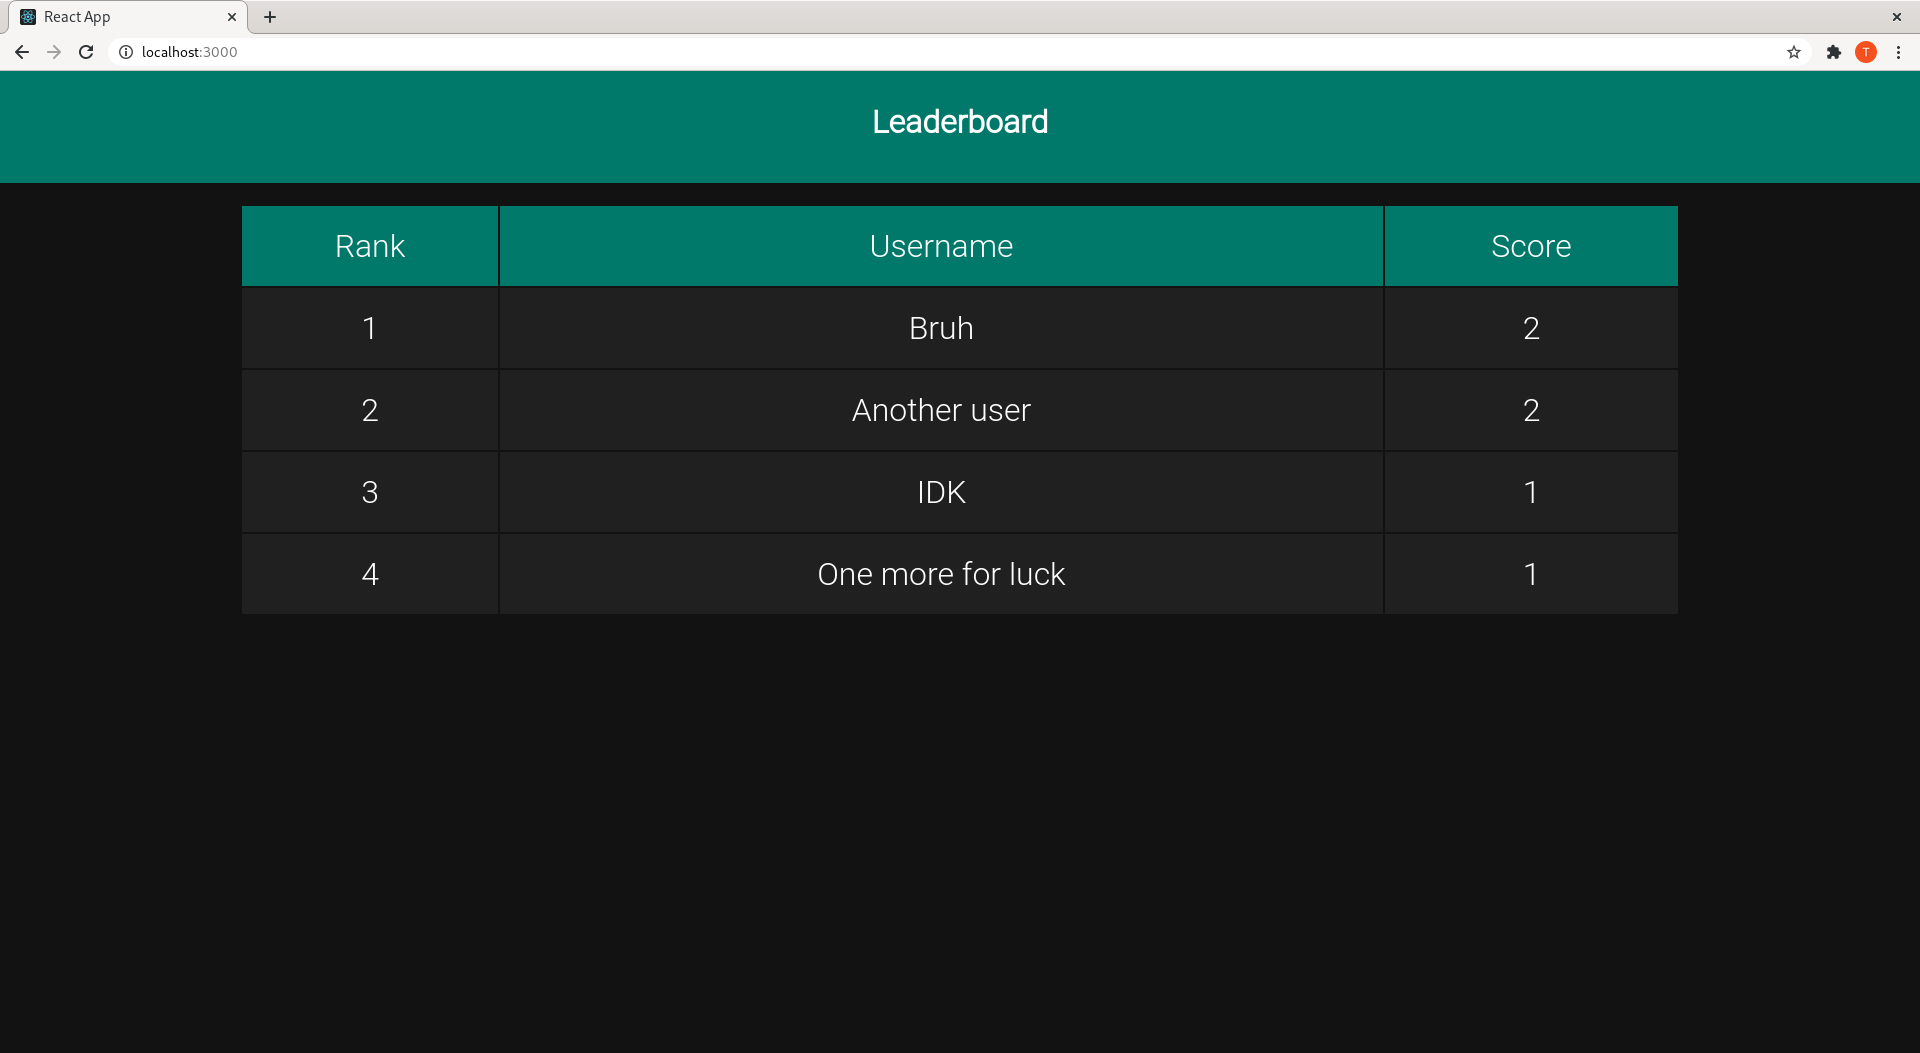 React App
localhost:3000
T
Leaderboard
Rank Username Score
1 Bruh 2
2 Another user 2
3 IDK 1
4 One more for luck 1